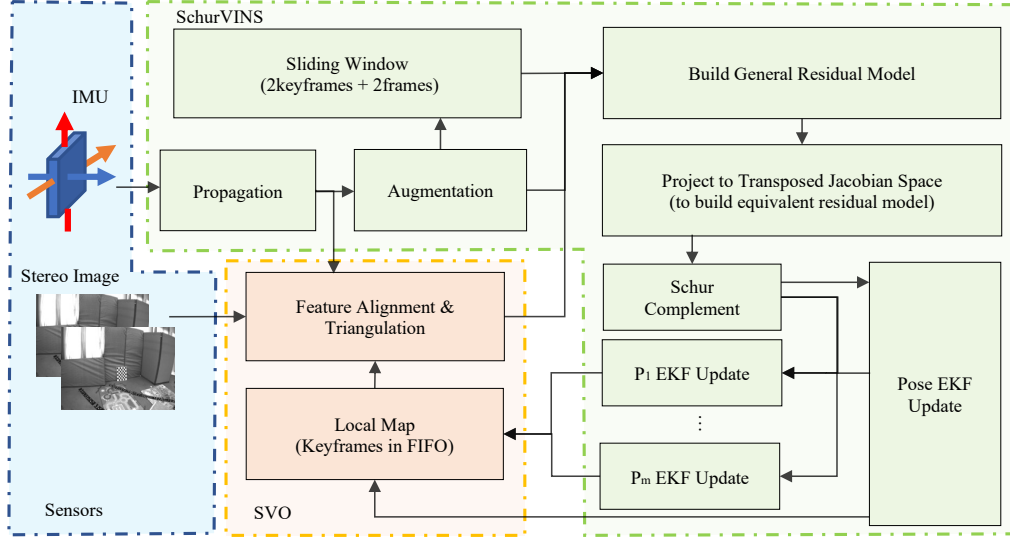 SchurVINS
Sliding Window
(2keyframes + 2frames)
Build General Residual Model
IMU
Propagation
Augmentation
Project to Transposed Jacobian Space
(to build equivalent residual model)
Stereo Image
Feature Alignment &
Triangulation
Schur
Complement
P1 EKF Update
Pose EKF
Update
Local Map
(Keyframes in FIFO)
⋮
Pm EKF Update
Sensors
SVO